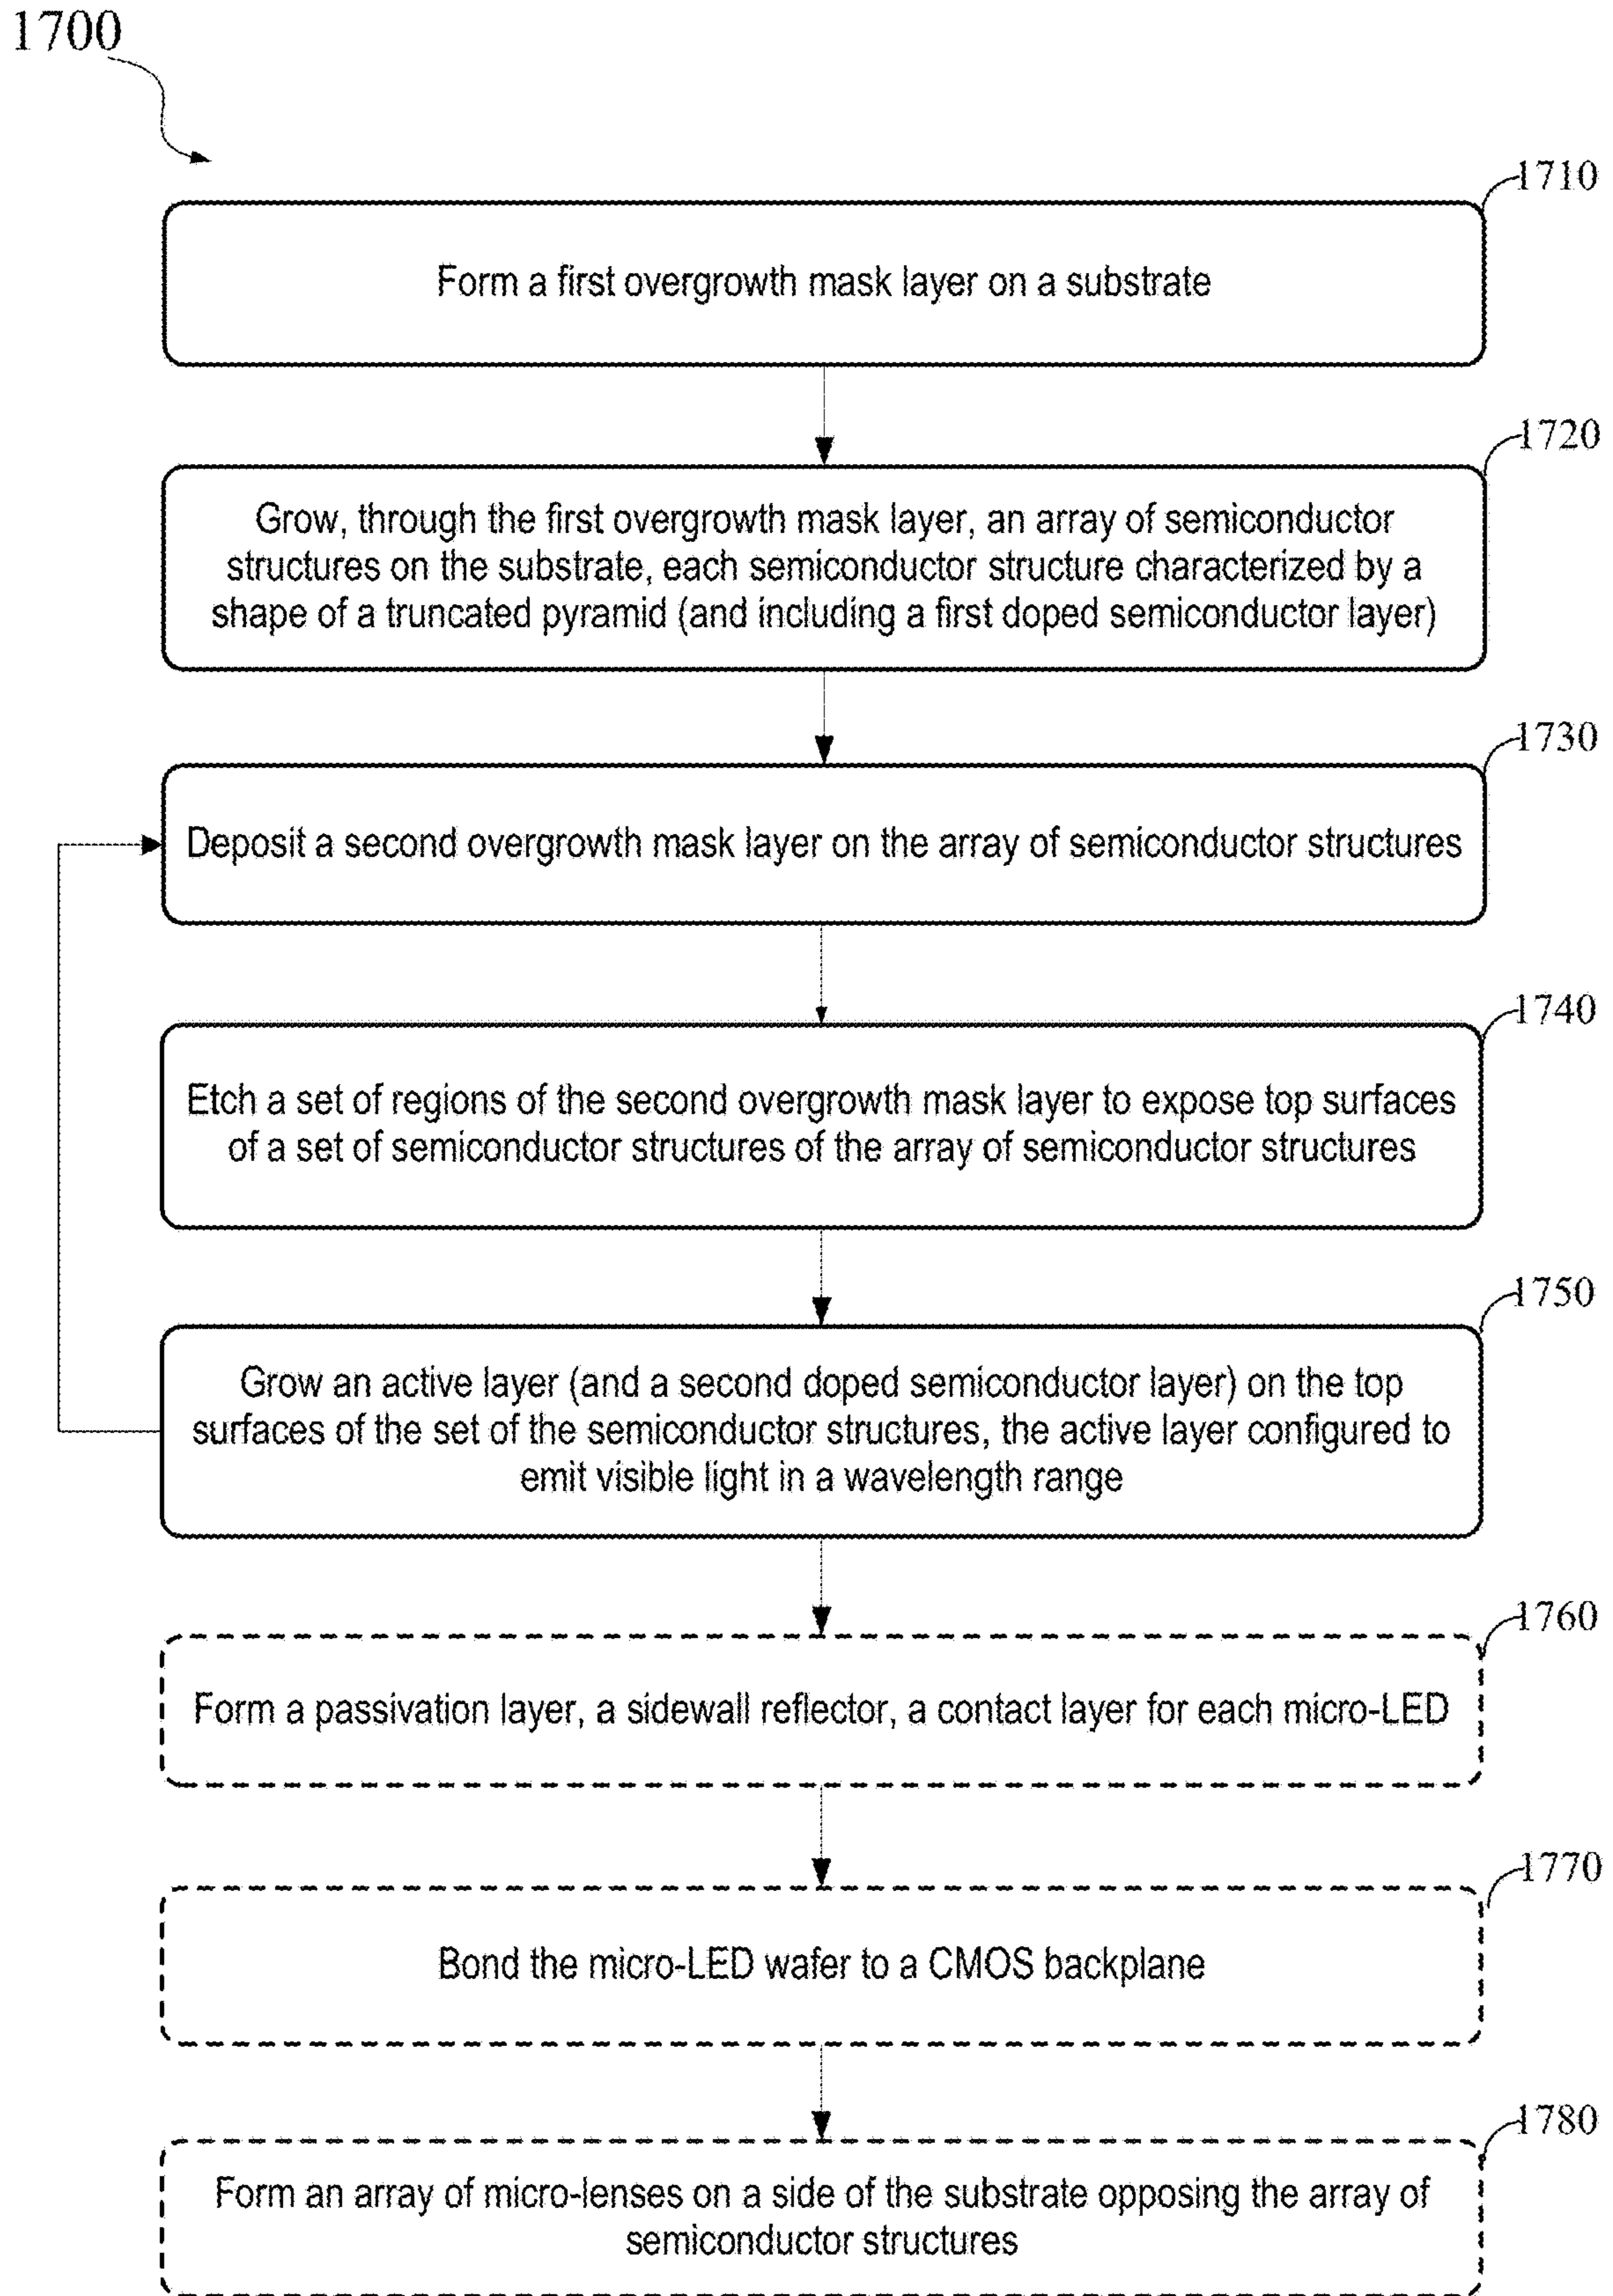 1700
1710
Form a first overgrowth mask layer on a substrate
1720
Grow, through the first overgrowth mask layer, an array of semiconductor
structures on the substrate, each semiconductor structure characterized by a
shape of a truncated pyramid (and including a first doped semiconductor layer)
1730
Deposit a second overgrowth mask layer on the array of semiconductor structures
1740
Etch a set of regions of the second overgrowth mask layer to expose top surfaces
of a set of semiconductor structures of the array of semiconductor structures
1750
Grow an active layer (and a second doped semiconductor layer) on the top
surfaces of the set of the semiconductor structures, the active layer configured to
emit visible light in a wavelength range
1760
Form a passivation layer, a sidewall reflector, a contact layer for each micro-LED
1770
Bond the micro-LED wafer to a CMOS backplane
1780
Form an array of micro-lenses on a side of the substrate opposing the array of
semiconductor structures